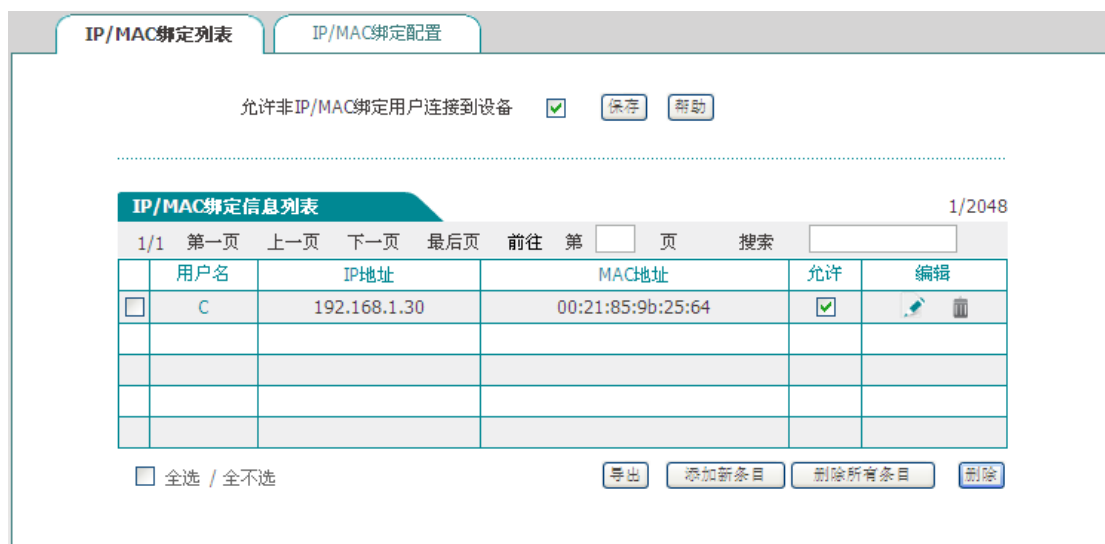 IP/MAC绑定列表 IP/MAC绑定配置
允许非IP/MAC绑定用户连接到设备 保存 帮助
IP/MAC绑定信息列表 1/2048
1/1 第一页 上一页 下一页 最后页 前往 第 页 搜索
用户名 IP地址 MAC地址 允许 编辑
C 192.168.1.30 00:21:85:9b:25:64
全选 / 全不选 导出 添加新条目 删除所有条目 删除